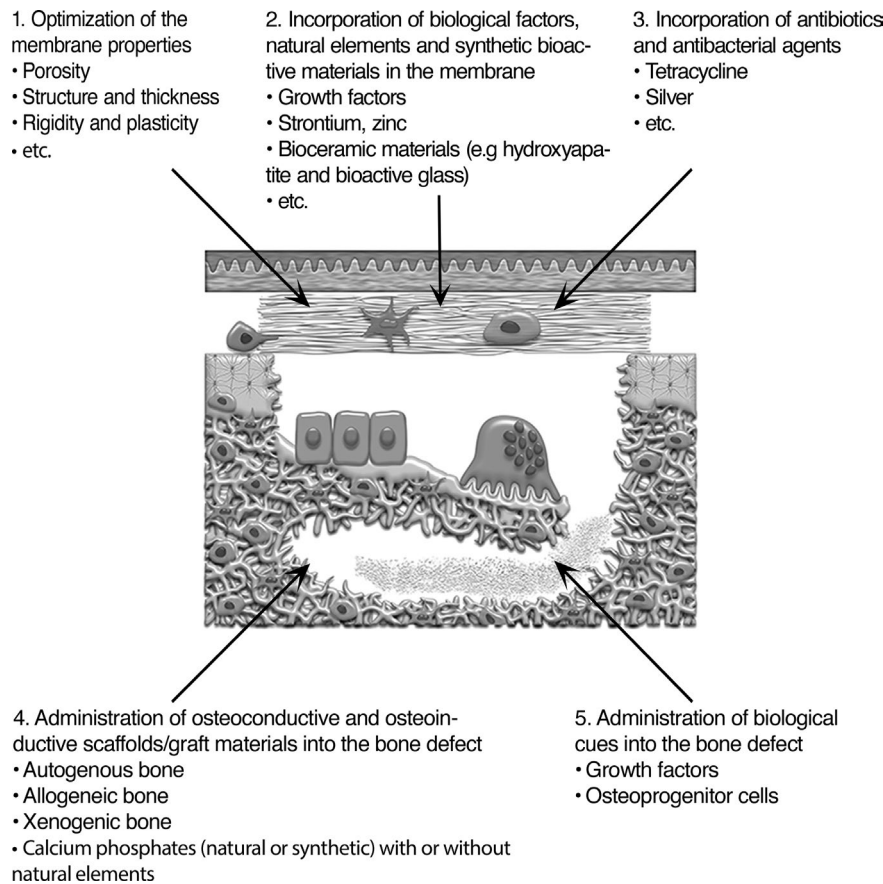 1. Optimization of the
membrane properties
• Porosity
• Structure and thickness
• Rigidity and plasticity
• etc.
2. Incorporation of biological factors,
natural elements and synthetic bioac-
tive materials in the membrane
• Growth factors
• Strontium, zinc
• Bioceramic materials (e.g hydroxyapa-
tite and bioactive glass)
• etc.
3. Incorporation of antibiotics
and antibacterial agents
• Tetracycline
• Silver
• etc.
4. Administration of osteoconductive and osteoin-
ductive scaffolds/graft materials into the bone defect
• Autogenous bone
• Allogeneic bone
• Xenogenic bone
• Calcium phosphates (natural or synthetic) with or without
natural elements
5. Administration of biological
cues into the bone defect
• Growth factors
• Osteoprogenitor cells